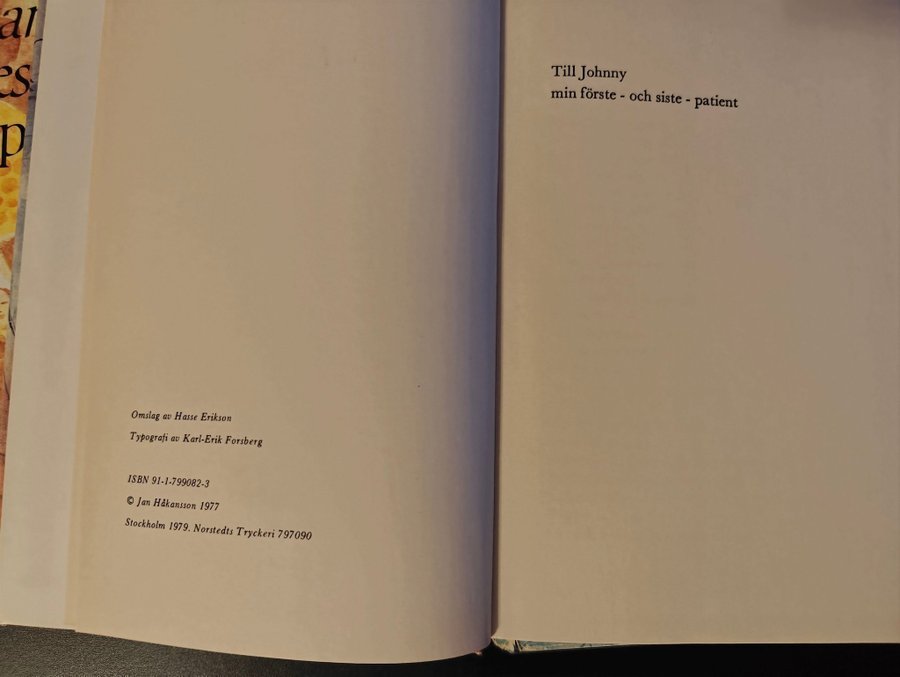 Omslag av Hasse Erikson
Typografi av Karl-Erik Forsberg
ISBN 91-1-799082-3
© Jan Håkansson 1977
Stockholm 1979. Norstedts Tryckeri 797090
Till Johnny
min förste - och siste - patient